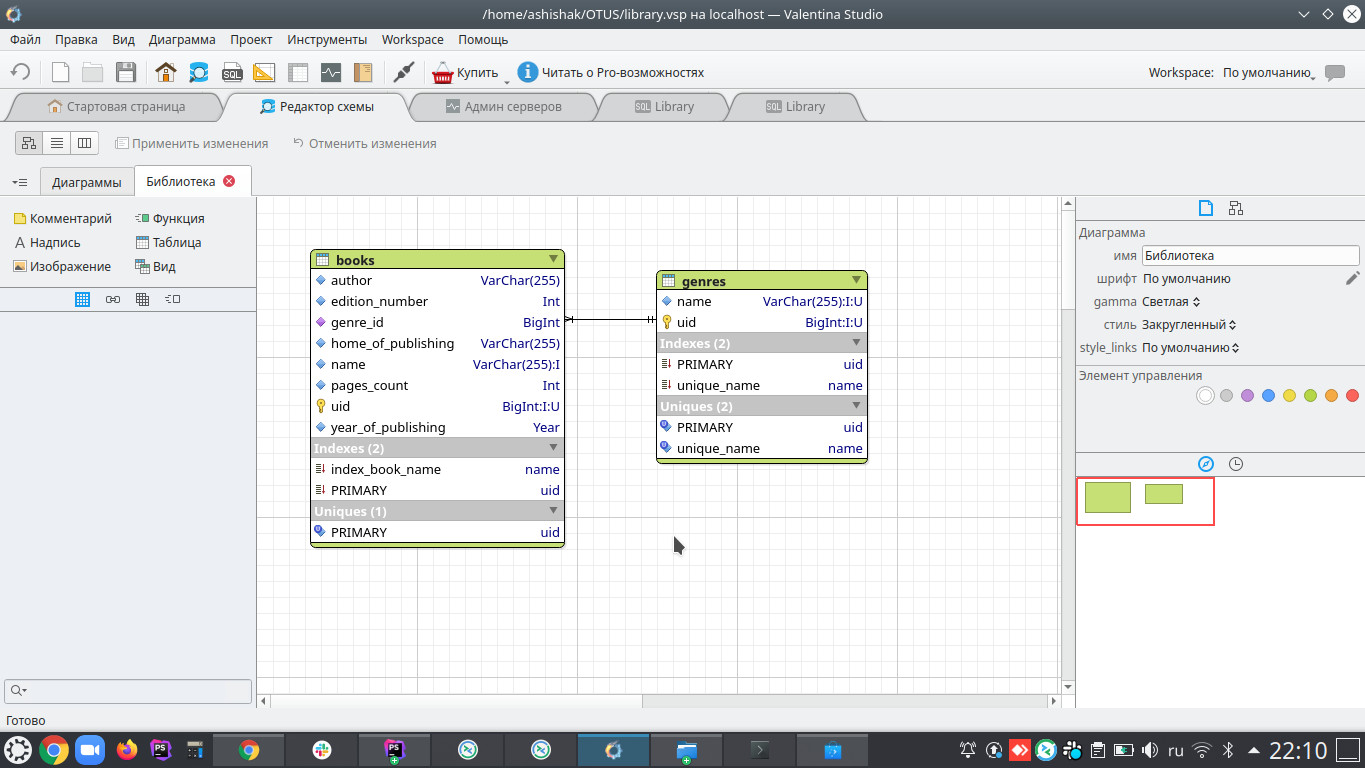 /home/ashishak/OTUS/library.vsp на localhost — Valentina Studio
Файл Правка Вид Диаграмма Проект Инструменты Workspace Помощь
SQL Купить Читать о Pro-возможностях Workspace: По умолчанию
Стартовая страница Редактор схемы Админ серверов SQL Library SQL Library
Применить изменения Отменить изменения
Диаграммы Библиотека
Комментарий Функция
Надпись Таблица
Изображение Вид
books
author VarChar(255)
edition_number Int
genre_id BigInt
home_of_publishing VarChar(255)
name VarChar(255):I
pages_count Int
uid BigInt:I:U
year_of_publishing Year
Indexes (2)
index_book_name name
PRIMARY uid
Uniques (1)
PRIMARY uid
genres
name VarChar(255):I:U
uid BigInt:I:U
Indexes (2)
PRIMARY uid
unique_name name
Uniques (2)
PRIMARY uid
unique_name name
Диаграмма
имя Библиотека
шрифт По умолчанию
gamma Светлая
стиль Закругленный
style_links По умолчанию
Элемент управления
Готово
PS PS ru 22:10